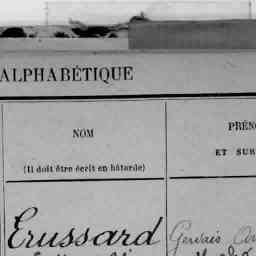 ALPHABÉTIQUE
NOM
(Il doit être écrit en bâtarde)
PRÉN
ET SUR
Erussard
Gervais